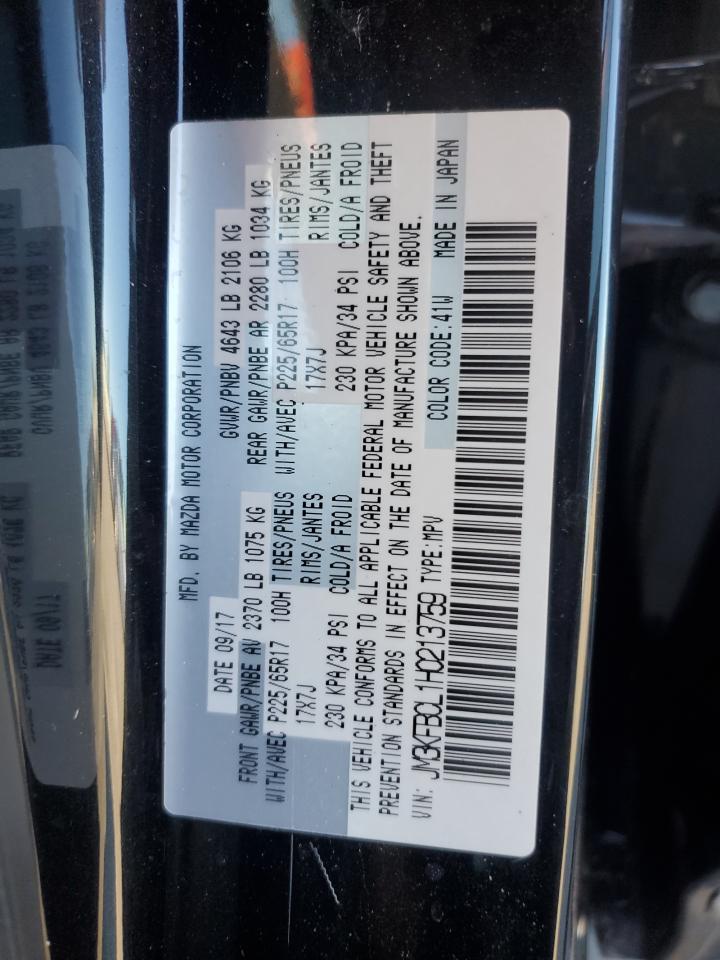 MFD. BY MAZDA MOTOR CORPORATION
DATE 09/17 GVWR/PNBV 4643 LB 2106 KG
FRONT GAWR/PNBE AV 2370 LB 1075 KG REAR GAWR/PNBE AR 2280 LB 1034 KG
WITH/AVEC P225/65R17 100H TIRES/PNEUS WITH/AVEC P225/65R17 100H TIRES/PNEUS
17X7J RIMS/JANTES 17X7J RIMS/JANTES
230 KPA/34 PSI COLD/A FROID 230 KPA/34 PSI COLD/A FROID
THIS VEHICLE CONFORMS TO ALL APPLICABLE FEDERAL MOTOR VEHICLE SAFETY AND THEFT
PREVENTION STANDARDS IN EFFECT ON THE DATE OF MANUFACTURE SHOWN ABOVE.
VIN: JM3KFBCL1H0213759 TYPE:MPV COLOR CODE:41W MADE IN JAPAN